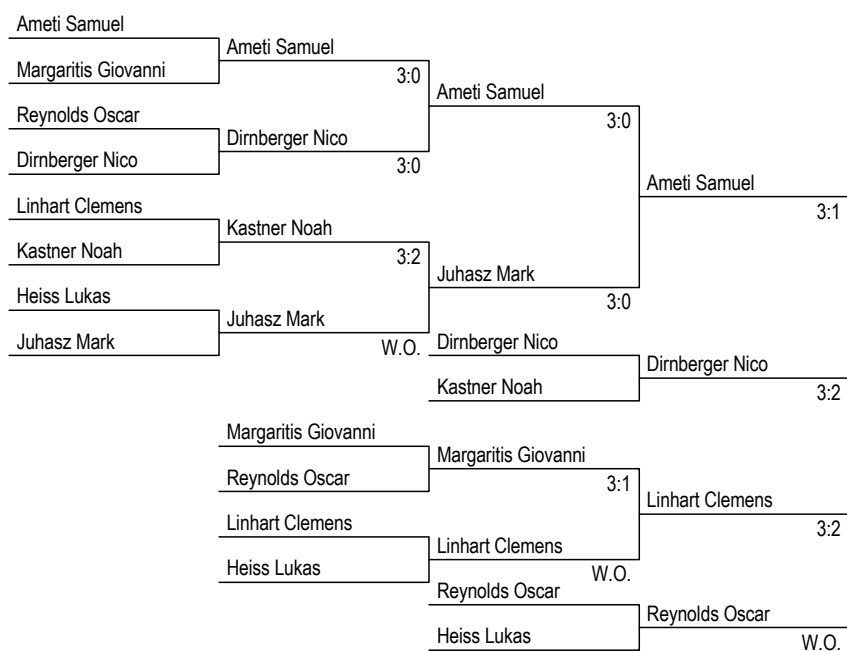 Ameti Samuel
Ameti Samuel
Margaritis Giovanni
3:0
Ameti Samuel
Reynolds Oscar
3:0
Dirnberger Nico
Dirnberger Nico
3:0
Ameti Samuel
Linhart Clemens
3:1
Kastner Noah
Kastner Noah
3:2
Juhasz Mark
Heiss Lukas
3:0
Juhasz Mark
Juhasz Mark
W.O.
Dirnberger Nico
Dirnberger Nico
Kastner Noah
3:2
Margaritis Giovanni
Margaritis Giovanni
Reynolds Oscar
3:1
Linhart Clemens
Linhart Clemens
3:2
Linhart Clemens
Heiss Lukas
W.O.
Reynolds Oscar
Reynolds Oscar
Heiss Lukas
W.O.